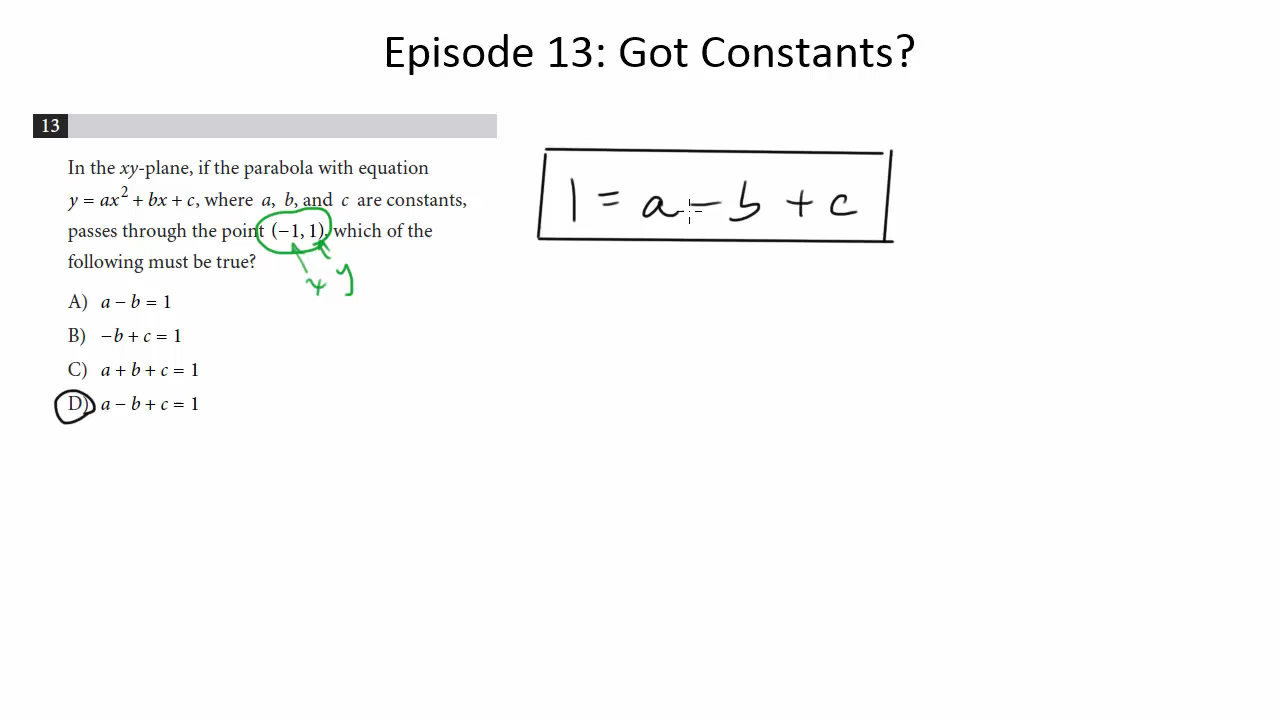 Episode 13: Got Constants?
13
In the xy-plane, if the parabola with equation
y = ax² + bx + c, where a, b, and c are constants,
passes through the point (−1, 1), which of the
following must be true?
x y
A) a − b = 1
B) −b + c = 1
C) a + b + c = 1
D) a − b + c = 1
1 = a − b + c